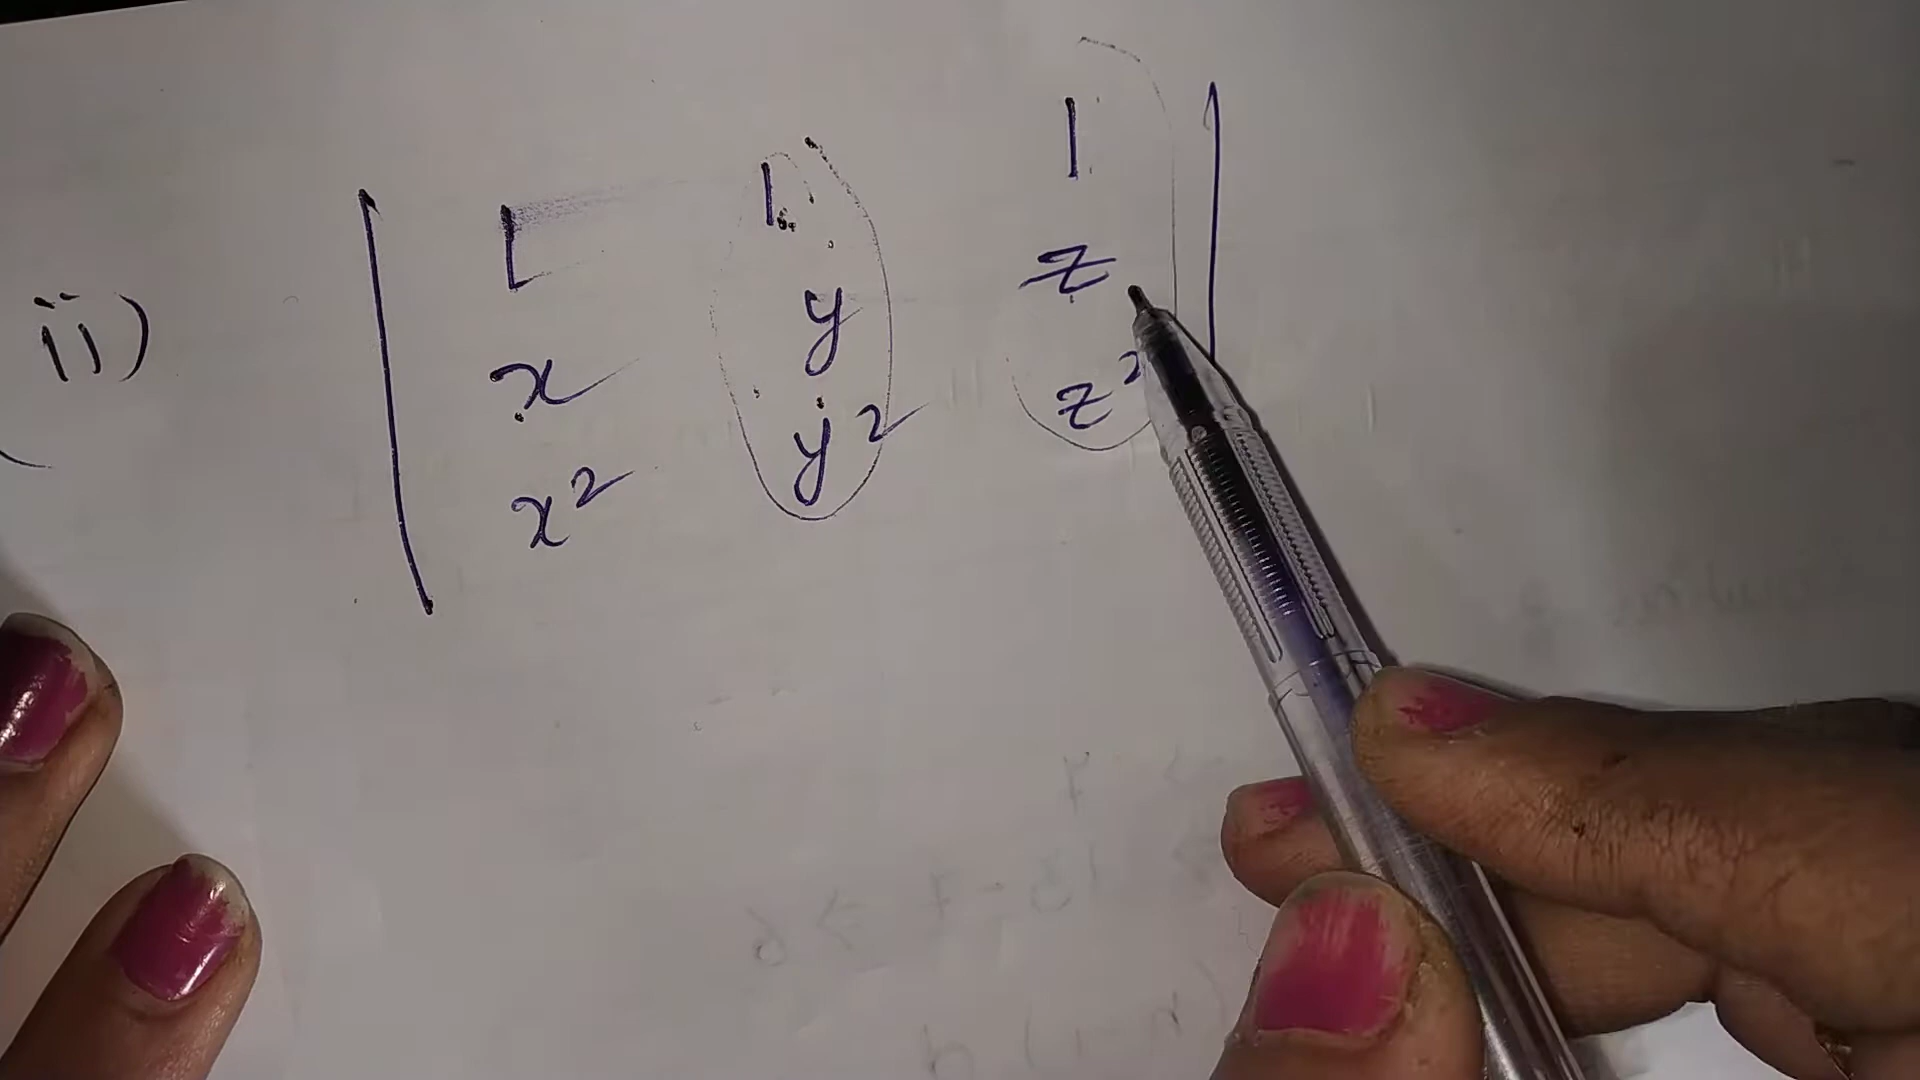 ii) | 1 1 1 |
x y z
x² y² z²